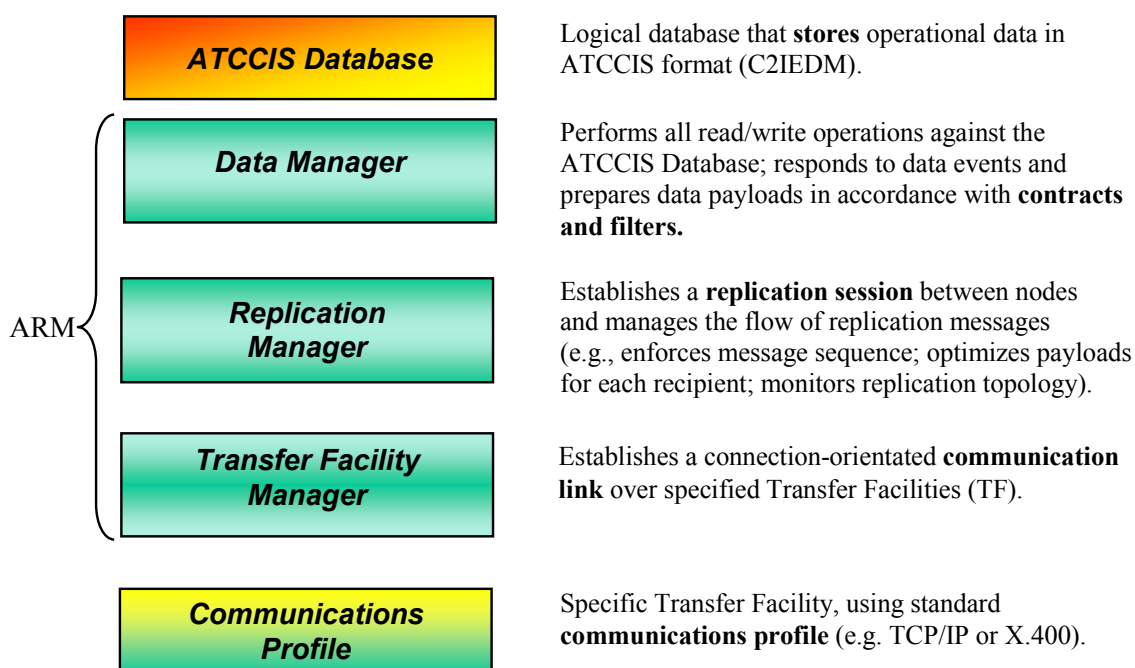 ATCCIS Database
Logical database that stores operational data in
ATCCIS format (C2IEDM).
Data Manager
Performs all read/write operations against the
ATCCIS Database; responds to data events and
prepares data payloads in accordance with contracts
and filters.
ARM
Replication
Manager
Establishes a replication session between nodes
and manages the flow of replication messages
(e.g., enforces message sequence; optimizes payloads
for each recipient; monitors replication topology).
Transfer Facility
Manager
Establishes a connection-orientated communication
link over specified Transfer Facilities (TF).
Communications
Profile
Specific Transfer Facility, using standard
communications profile (e.g. TCP/IP or X.400).